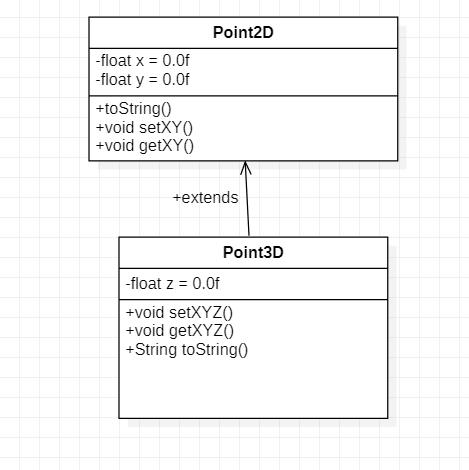 Point2D
-float x = 0.0f
-float y = 0.0f
+toString()
+void setXY()
+void getXY()
+extends
Point3D
-float z = 0.0f
+void setXYZ()
+void getXYZ()
+String toString()